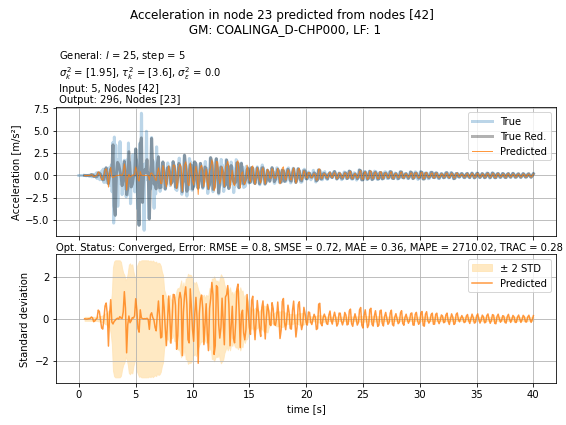 Acceleration in node 23 predicted from nodes [42]
GM: COALINGA_D-CHP000, LF: 1
General: l = 25, step = 5
σ²ₖ = [1.95], τ²ₖ = [3.6], σ²ε = 0.0
Input: 5, Nodes [42]
Output: 296, Nodes [23]
Acceleration [m/s²]
7.5
5.0
2.5
0.0
−2.5
−5.0
True
True Red.
Predicted
Opt. Status: Converged, Error: RMSE = 0.8, SMSE = 0.72, MAE = 0.36, MAPE = 2710.02, TRAC = 0.28
Standard deviation
2
0
−2
± 2 STD
Predicted
0 5 10 15 20 25 30 35 40
time [s]